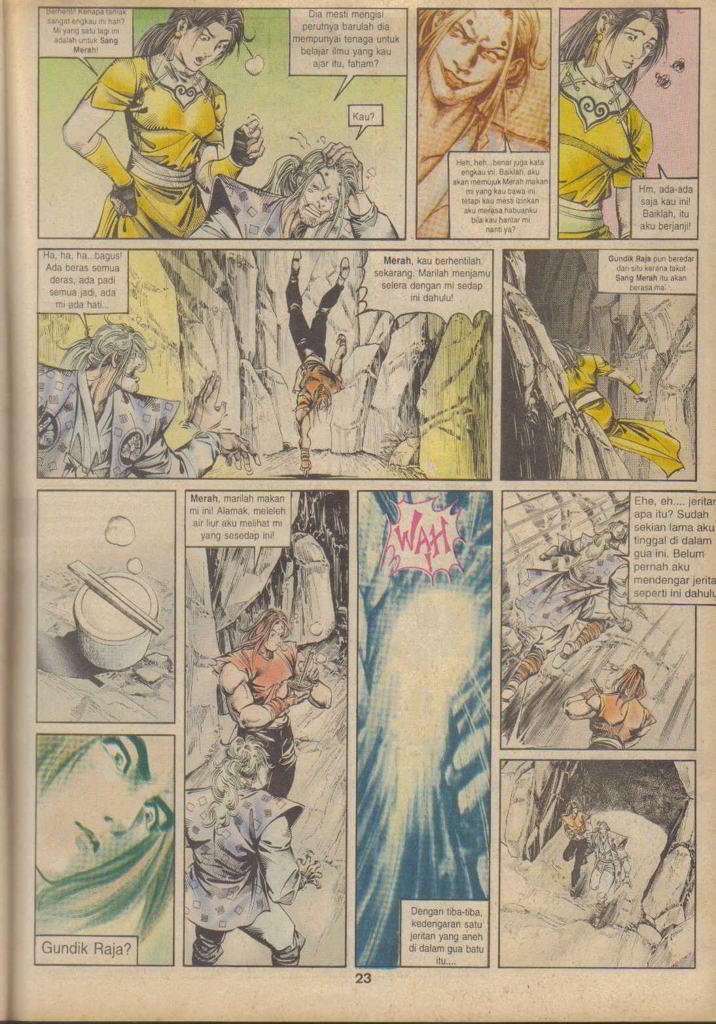 Berhenti! Kenapa tamak
sangat engkau ini hah?
Mi yang satu lagi ini
adalah untuk Sang
Merah!
Dia mesti mengisi
perutnya barulah dia
mempunyai tenaga untuk
belajar ilmu yang kau
ajar itu, faham?
Kau?
Heh, heh...benar juga kata
engkau ini. Baiklah, aku
akan memujuk Merah makan
mi yang kau bawa ini
tetapi kau mesti izinkan
aku merasa habuanku
bila kau hantar mi
nanti ya?
Hm, ada-ada
saja kau ini!
Baiklah, itu
aku berjanji!
Ha, ha, ha...bagus!
Ada beras semua
deras, ada padi
semua jadi, ada
mi ada hati...
Merah, kau berhentilah
sekarang. Marilah menjamu
selera dengan mi sedap
ini dahulu!
Gundik Raja pun beredar
dari situ kerana takut
Sang Merah itu akan
berasa ma
Merah, marilah makan
mi ini! Alamak, meleleh
air liur aku melihat mi
yang sesedap ini!
WAH
Ehe, eh.... jeritan
apa itu? Sudah
sekian lama aku
tinggal di dalam
gua ini. Belum
pernah aku
mendengar jerita
seperti ini dahulu
Gundik Raja?
Dengan tiba-tiba,
kedengaran satu
jeritan yang aneh
di dalam gua batu
itu....
23